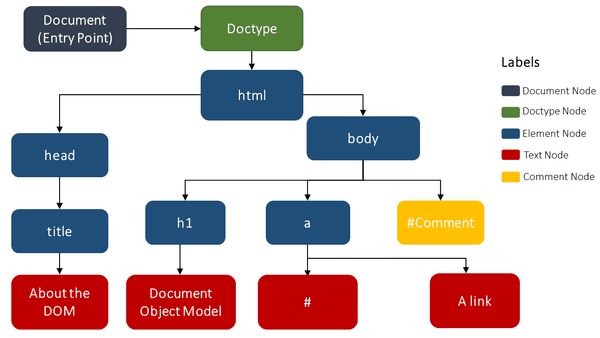 Document
(Entry Point)
Doctype
html
head
body
title
h1
a
#Comment
About the
DOM
Document
Object Model
#
A link
Labels
Document Node
Doctype Node
Element Node
Text Node
Comment Node